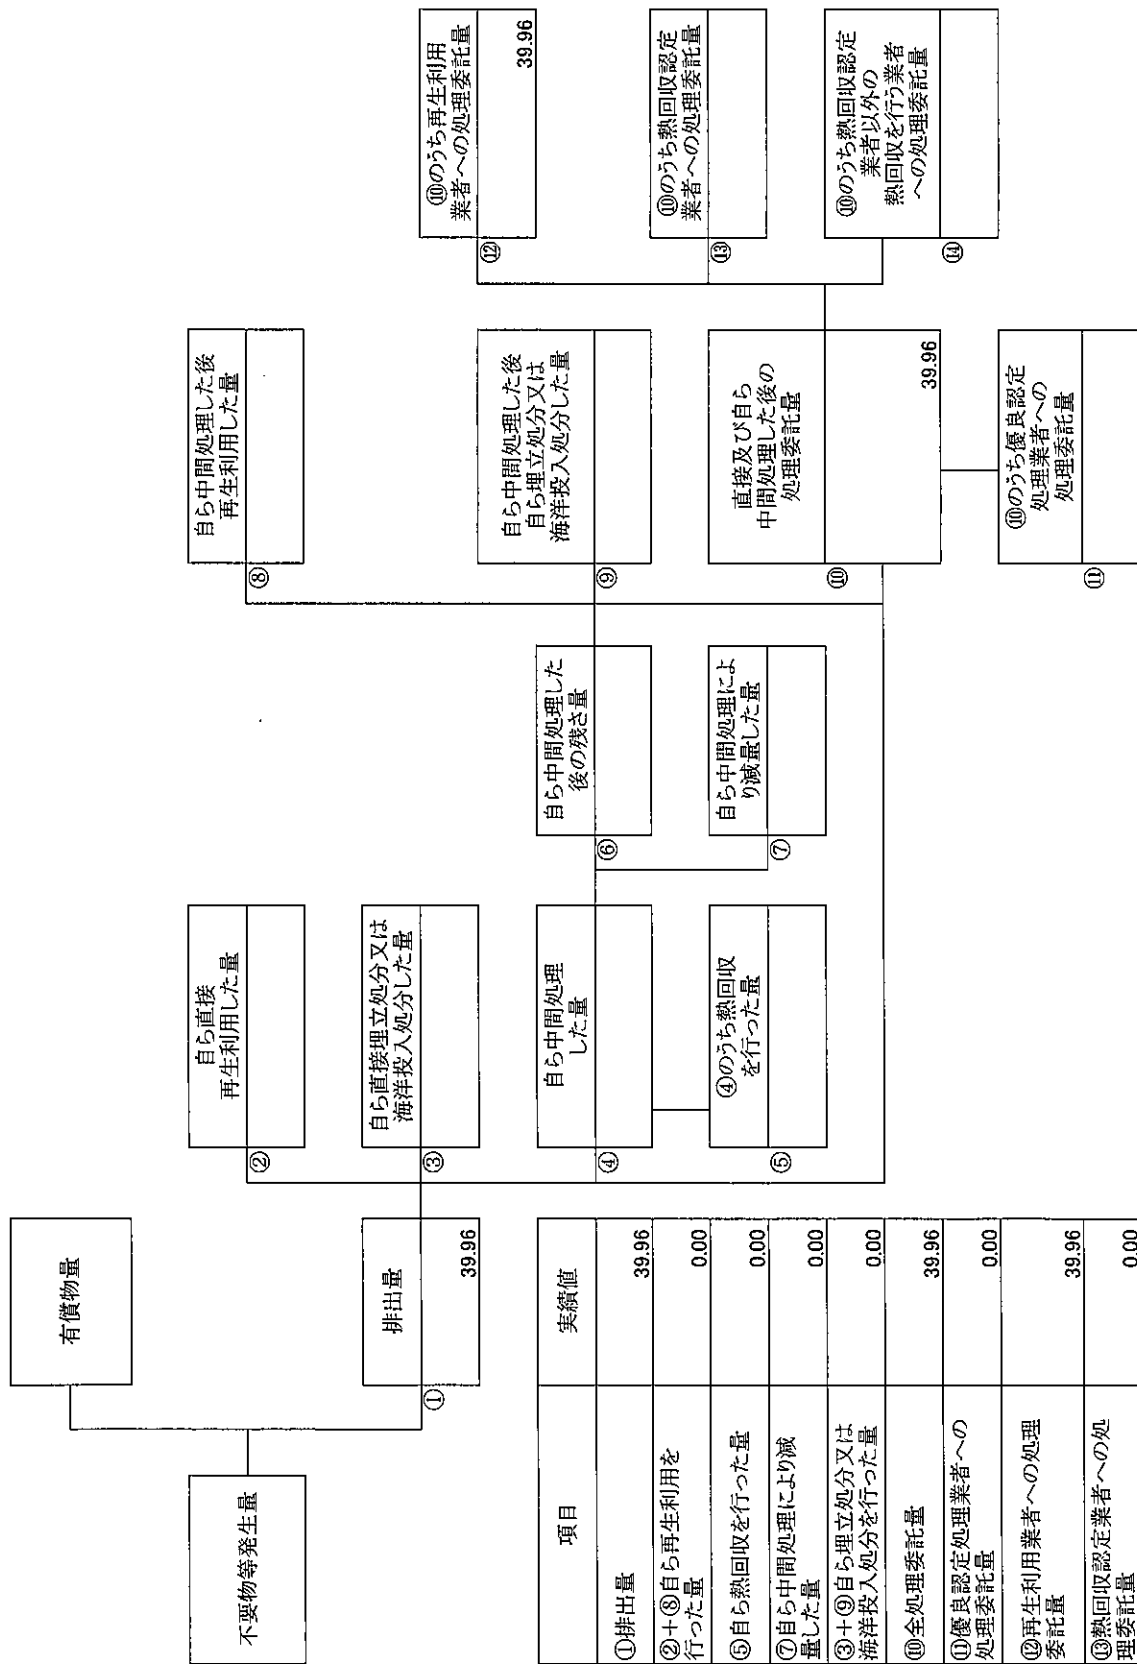 不要物等発生量
有償物量
排出量
①
39.96
自ら直接
再生利用した量
②
自ら直接埋立処分又は
海洋投入処分した量
③
自ら中間処理
した量
④
④のうち熱回収
を行った量
⑤
自ら中間処理した
後の残さ量
⑥
自ら中間処理によ
り減量した量
⑦
自ら中間処理した後
再生利用した量
⑧
自ら中間処理した後
自ら埋立処分又は
海洋投入処分した量
⑨
直接及び自ら
中間処理した後の
処理委託量
⑩
39.96
⑩のうち優良認定
処理業者への
処理委託量
⑪
⑩のうち再生利用
業者への処理委託量
⑫
39.96
⑩のうち熱回収認定
業者への処理委託量
⑬
⑩のうち熱回収認定
業者以外の
熱回収を行う業者
への処理委託量
⑭
項目 実績値
①排出量 39.96
②+⑧自ら再生利用を
行った量 0.00
⑤自ら熱回収を行った量 0.00
⑦自ら中間処理により減
量した量 0.00
③+⑨自ら埋立処分又は
海洋投入処分を行った量 0.00
⑩全処理委託量 39.96
⑪優良認定処理業者への
処理委託量 0.00
⑫再生利用業者への処理
委託量 39.96
⑬熱回収認定業者への処
理委託量 0.00